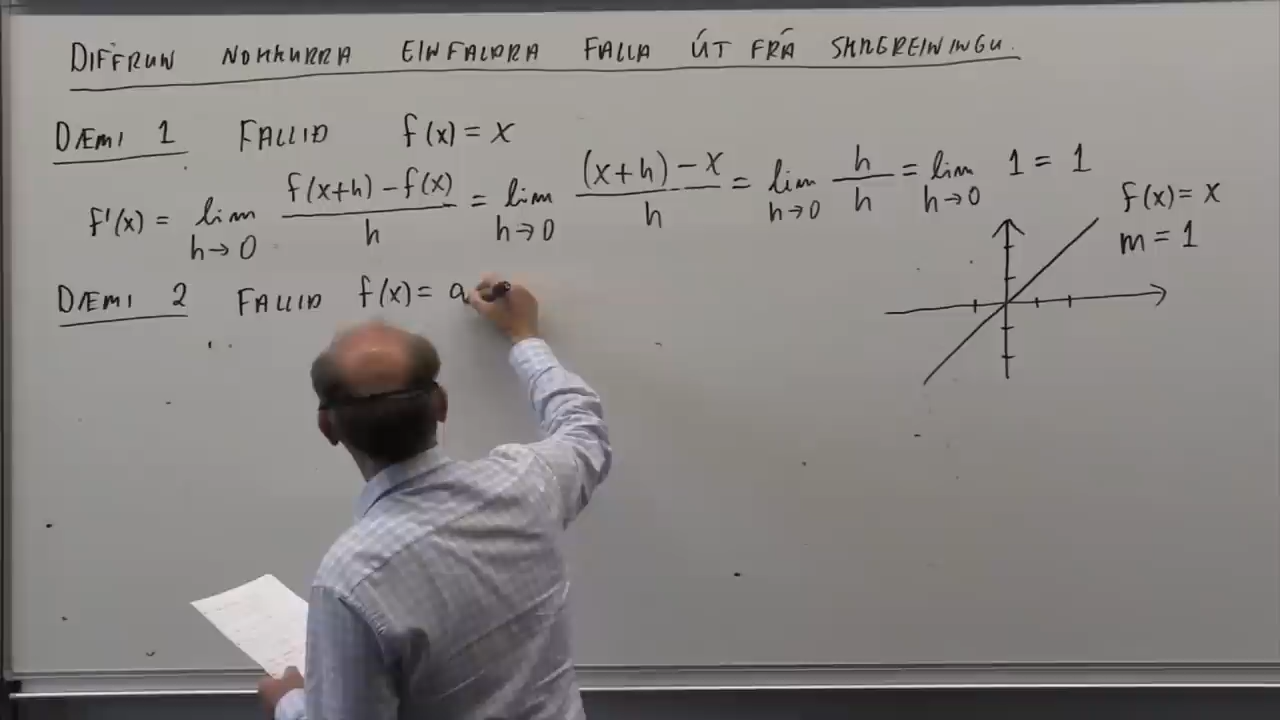 DIFFRUN NOKKURRA EINFALDRA FALLA ÚT FRÁ SKILGREININGU.
DÆMI 1 FALLIÐ f(x) = x
f'(x) = lim h→0 (f(x+h) - f(x))/h = lim h→0 ((x+h) - x)/h = lim h→0 h/h = lim h→0 1 = 1
f(x) = x
m = 1
DÆMI 2 FALLIÐ f(x) = a